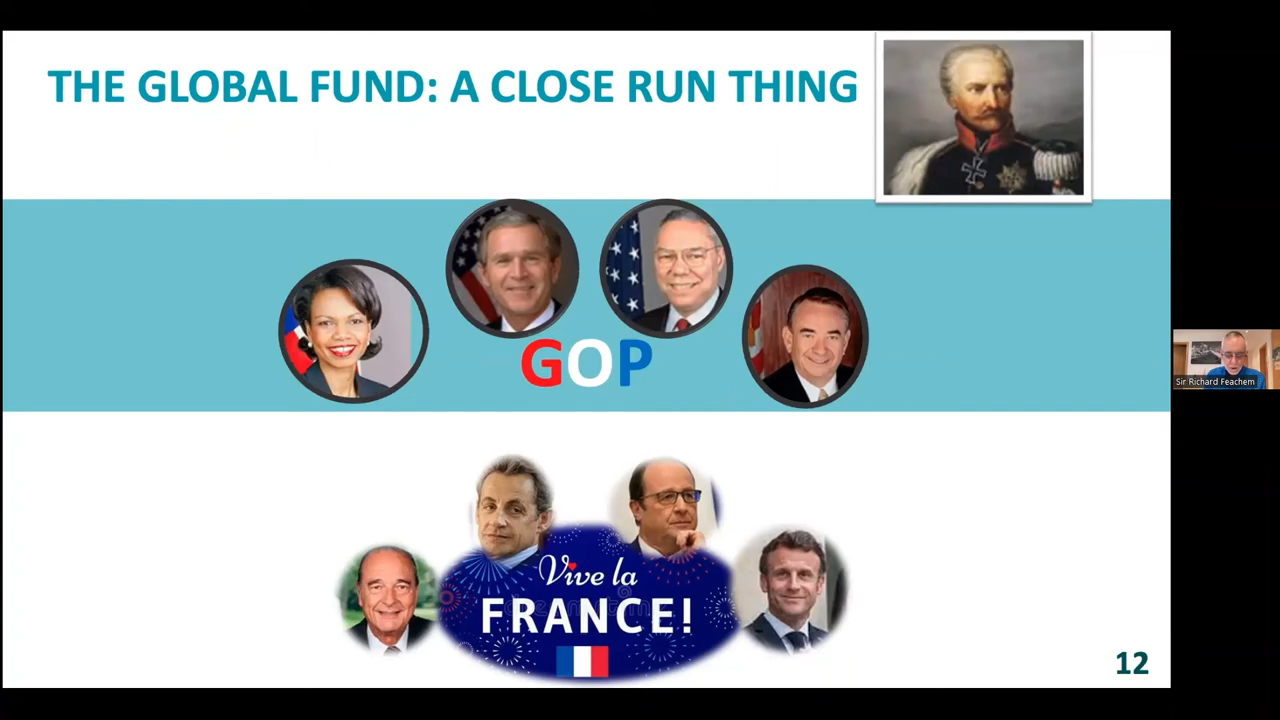 THE GLOBAL FUND: A CLOSE RUN THING
GOP
Sir Richard Feachem
Vive la
FRANCE!
12